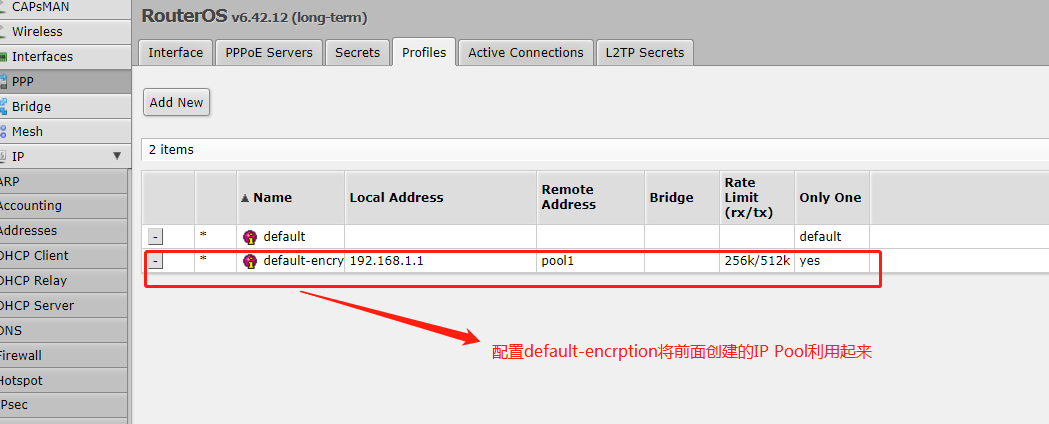 CAPsMAN
Wireless
Interfaces
PPP
Bridge
Mesh
IP ▼
ARP
Accounting
Addresses
DHCP Client
DHCP Relay
DHCP Server
DNS
Firewall
Hotspot
IPsec
RouterOS v6.42.12 (long-term)
Interface PPPoE Servers Secrets Profiles Active Connections L2TP Secrets
Add New
2 items
▲ Name Local Address Remote Address Bridge Rate Limit (rx/tx) Only One
- * default default
- * default-encry 192.168.1.1 pool1 256k/512k yes
配置default-encrption将前面创建的IP Pool利用起来